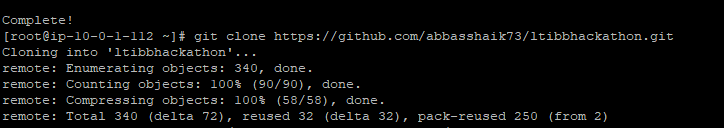 Complete!
[root@ip-10-0-1-112 ~]# git clone https://github.com/abbasshaik73/ltibbhackathon.git
Cloning into 'ltibbhackathon'...
remote: Enumerating objects: 340, done.
remote: Counting objects: 100% (90/90), done.
remote: Compressing objects: 100% (58/58), done.
remote: Total 340 (delta 72), reused 32 (delta 32), pack-reused 250 (from 2)